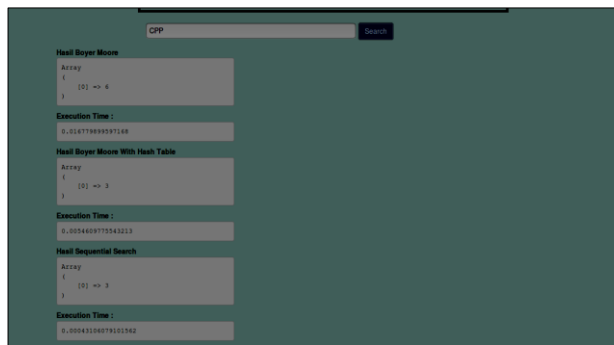 CPP Search
Hasil Boyer Moore
Array
(
[0] => 6
)
Execution Time :
0.016779899597168
Hasil Boyer Moore With Hash Table
Array
(
[0] => 3
)
Execution Time :
0.0054609775543213
Hasil Sequential Search
Array
(
[0] => 3
)
Execution Time :
0.00043106079101562